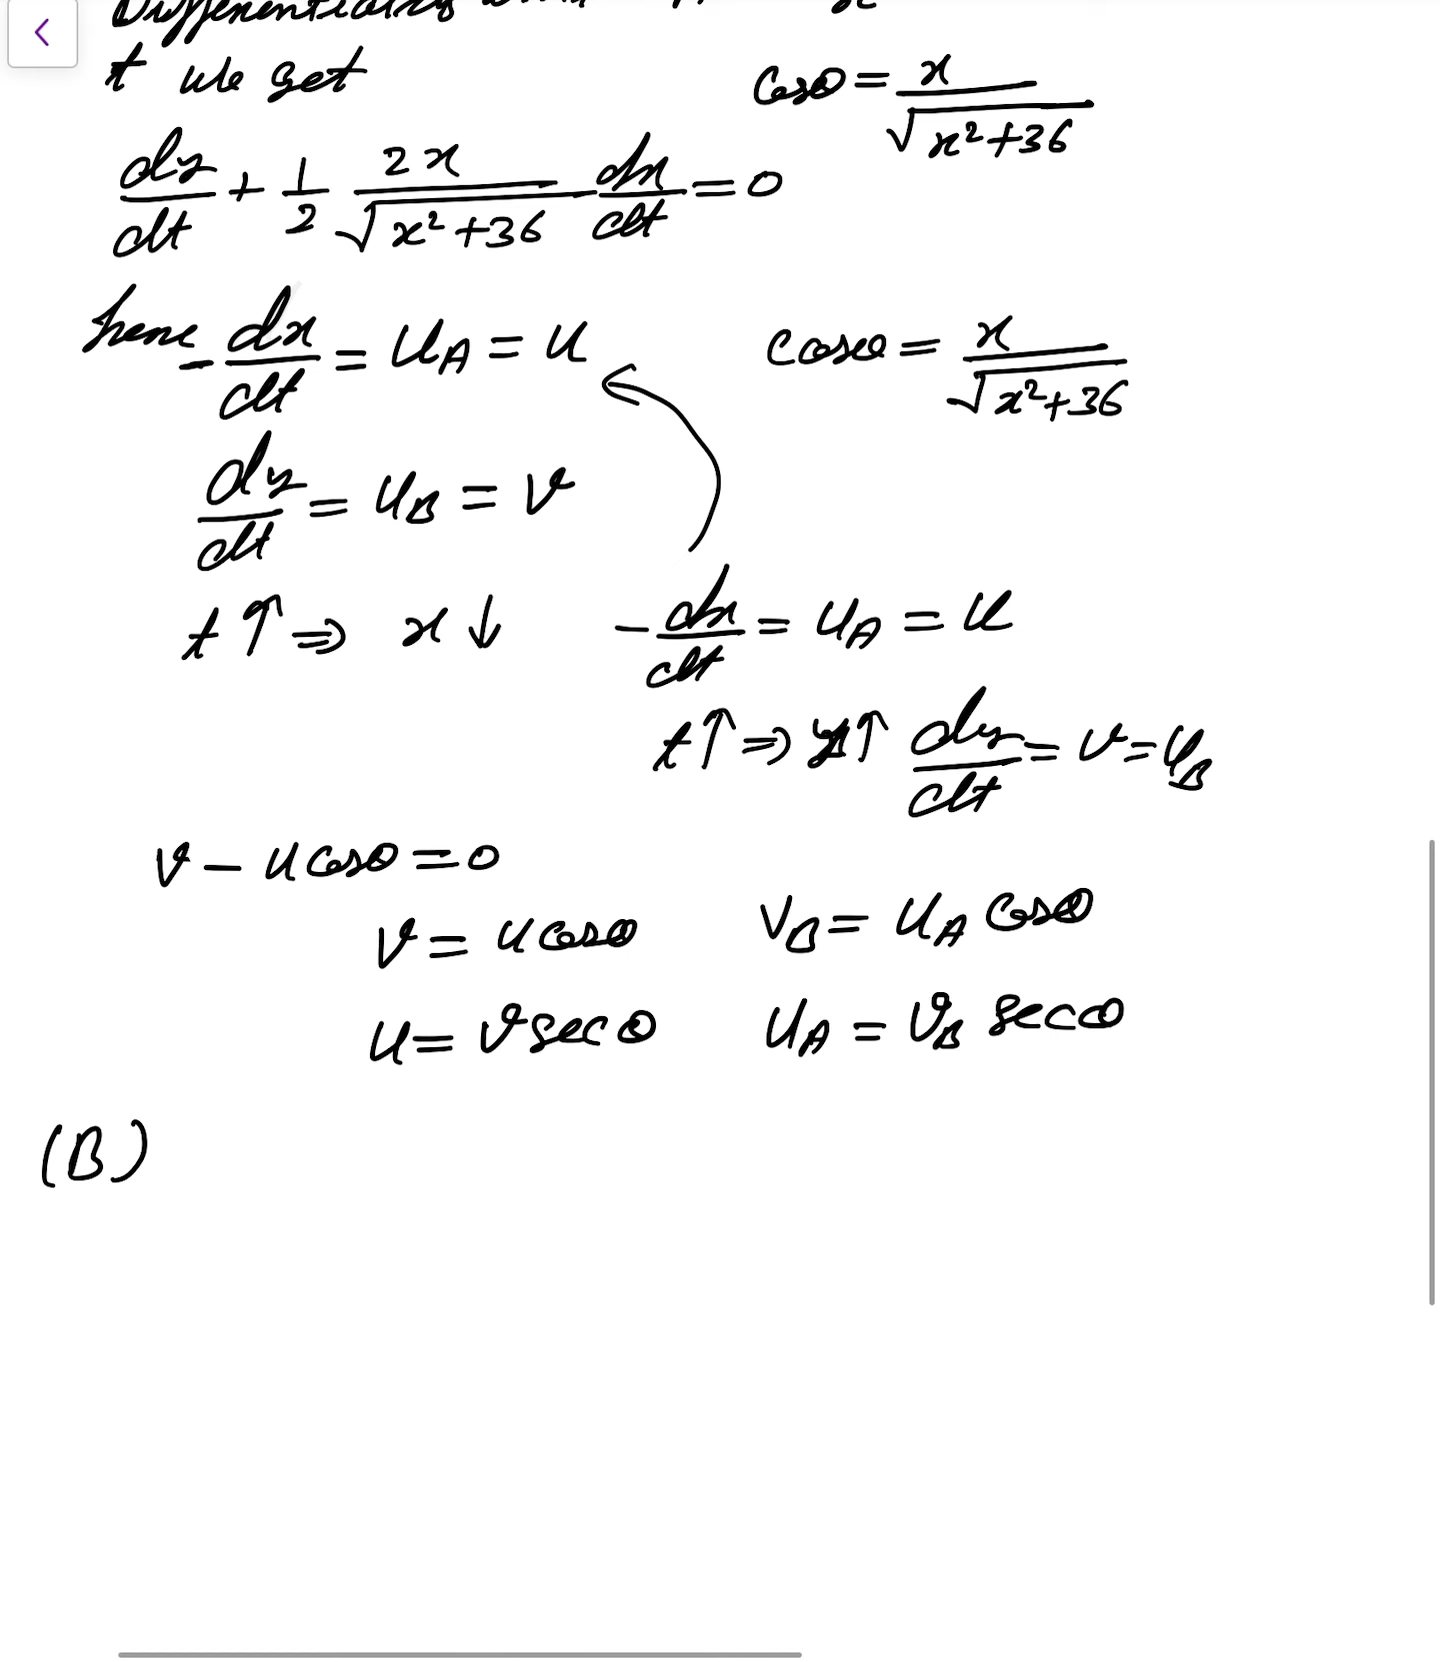 t we get
Cosθ = x/√(x²+36)
dy/dt + 1/2 2x/√(x²+36) dx/dt = 0
here -dx/dt = uA = u
cosθ = x/√(x²+36)
dy/dt = uB = v
t↑ ⇒ x↓ -dx/dt = uA = u
t↑ ⇒ y↑ dy/dt = v = uB
v - u cosθ = 0
v = u cosθ vB = uA cosθ
u = v secθ uA = vB secθ
(B)